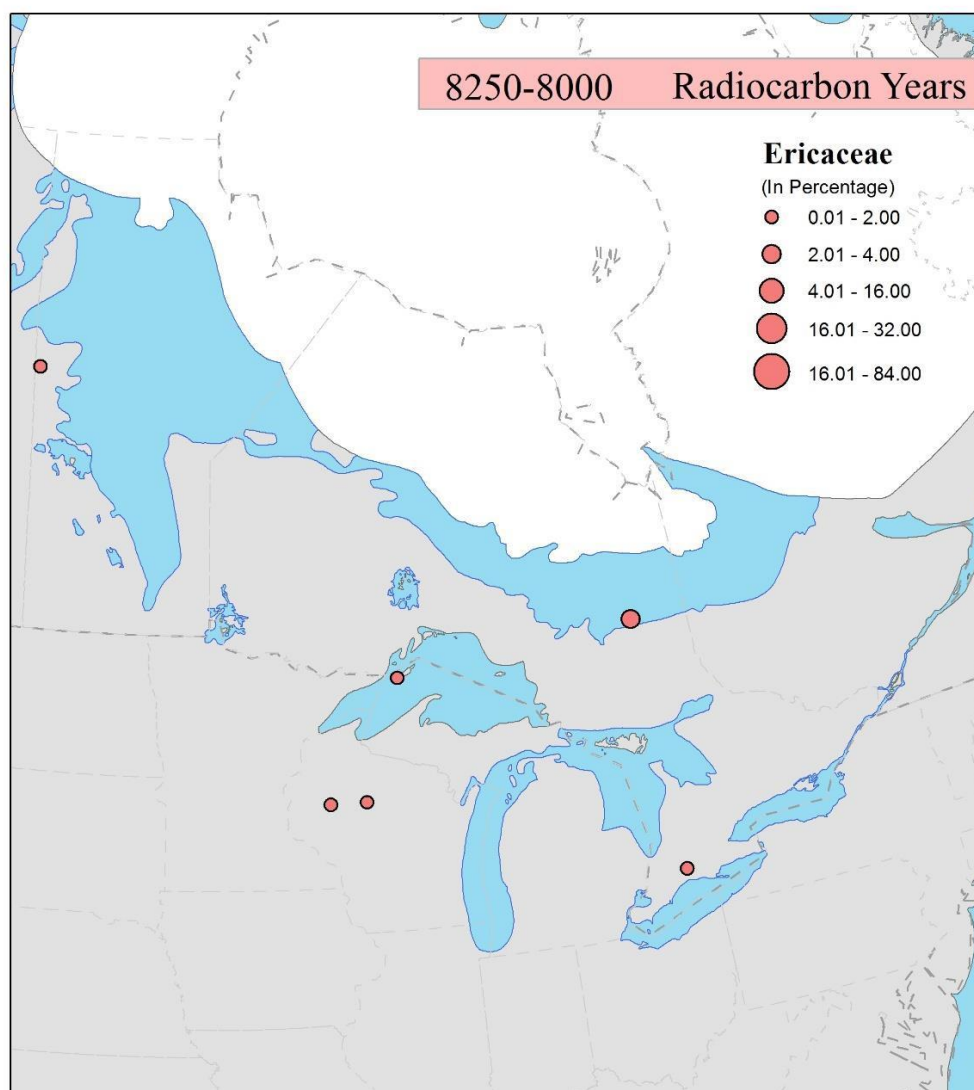 8250-8000 Radiocarbon Years
Ericaceae
(In Percentage)
0.01 - 2.00
2.01 - 4.00
4.01 - 16.00
16.01 - 32.00
16.01 - 84.00